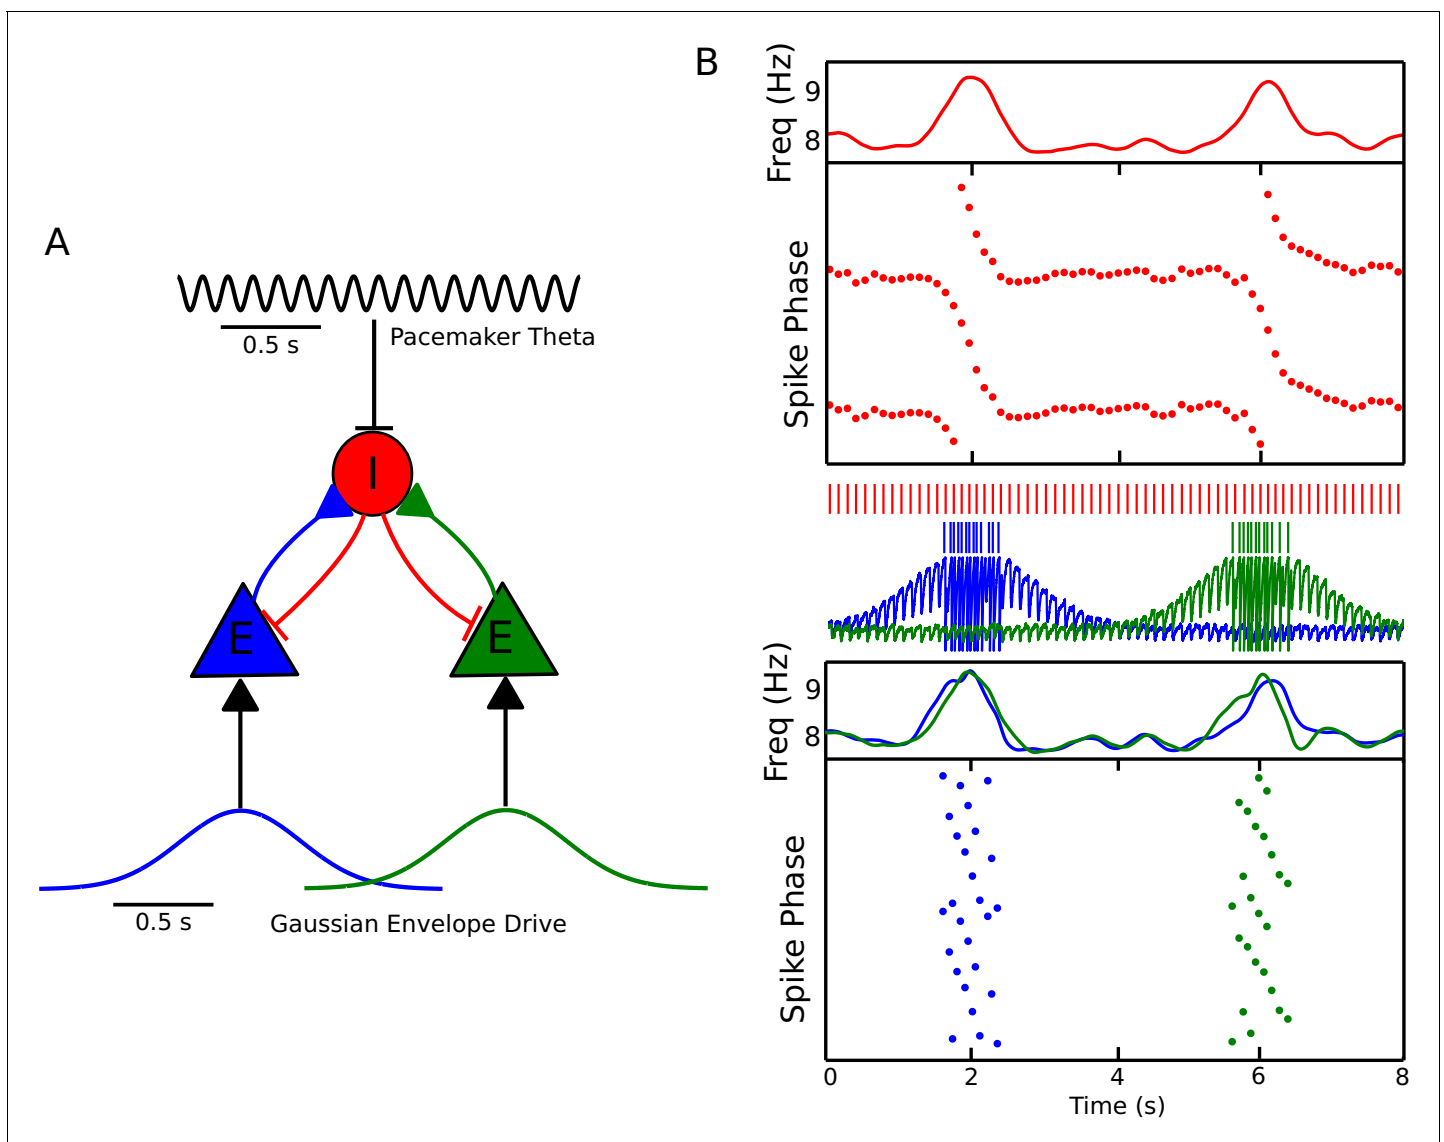 A
0.5 s
Pacemaker Theta
I
E
E
0.5 s
Gaussian Envelope Drive
B
Freq (Hz)
9
8
Spike Phase
Freq (Hz)
9
8
Spike Phase
0 2 4 6 8
Time (s)